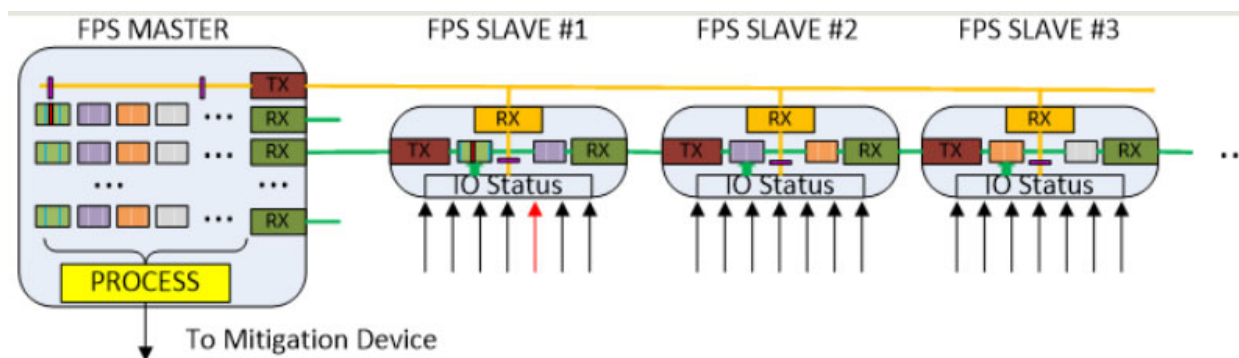 FPS MASTER FPS SLAVE #1 FPS SLAVE #2 FPS SLAVE #3
TX
... RX
RX RX RX
... RX TX RX TX RX TX RX ...
... ... IO Status IO Status IO Status
... RX
PROCESS
To Mitigation Device